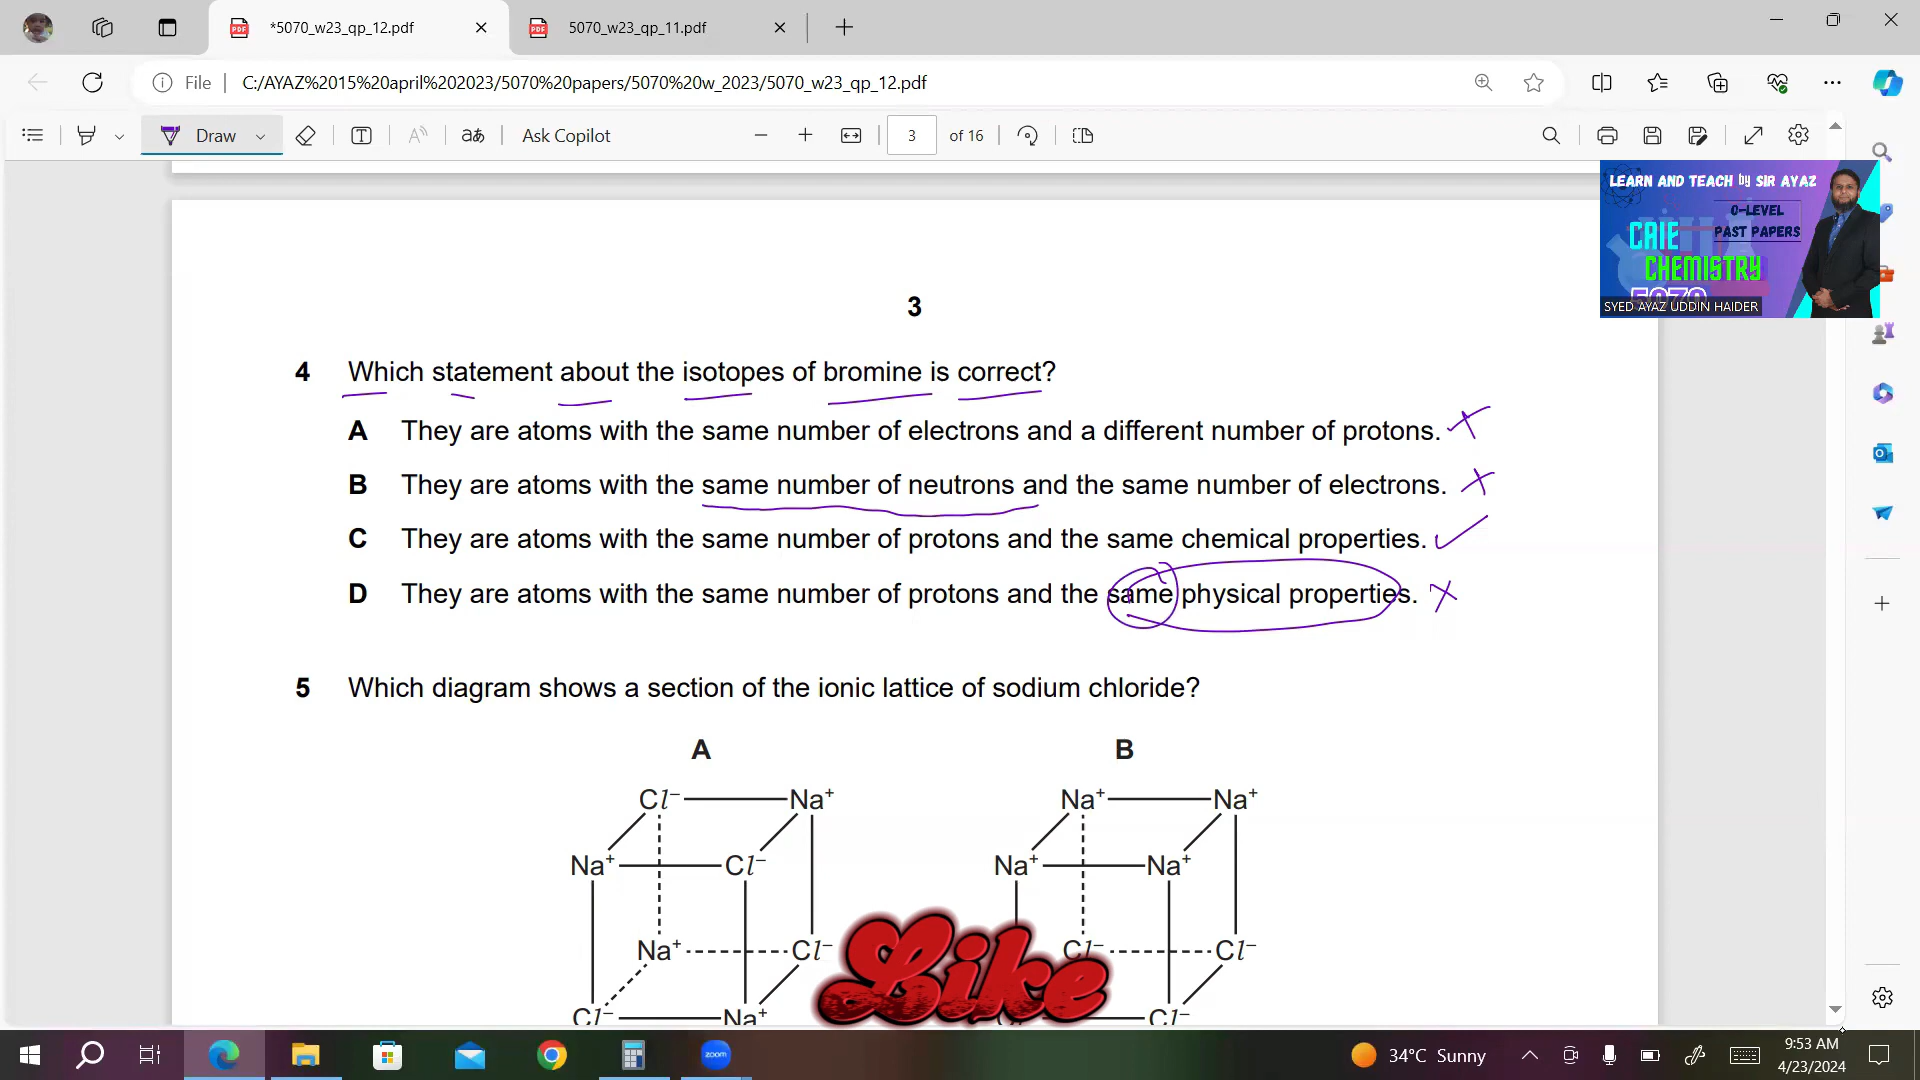 *5070_w23_qp_12.pdf
5070_w23_qp_11.pdf
File
C:/AYAZ%2015%20april%202023/5070%20papers/5070%20w_2023/5070_w23_qp_12.pdf
Draw
aあ
Ask Copilot
3
of 16
LEARN AND TEACH by SIR AYAZ
O-LEVEL
PAST PAPERS
CAIE
CHEMISTRY
5070
SYED AYAZ UDDIN HAIDER
3
4 Which statement about the isotopes of bromine is correct?
A They are atoms with the same number of electrons and a different number of protons.
B They are atoms with the same number of neutrons and the same number of electrons.
C They are atoms with the same number of protons and the same chemical properties.
D They are atoms with the same number of protons and the same physical properties.
5 Which diagram shows a section of the ionic lattice of sodium chloride?
A B
Cl⁻ Na⁺ Na⁺ Na⁺
Na⁺ Cl⁻ Na⁺ Na⁺
Na⁺ Cl⁻ Cl⁻ Cl⁻
Cl⁻ Na⁺ Cl⁻
Like
zoom
34°C Sunny
9:53 AM
4/23/2024